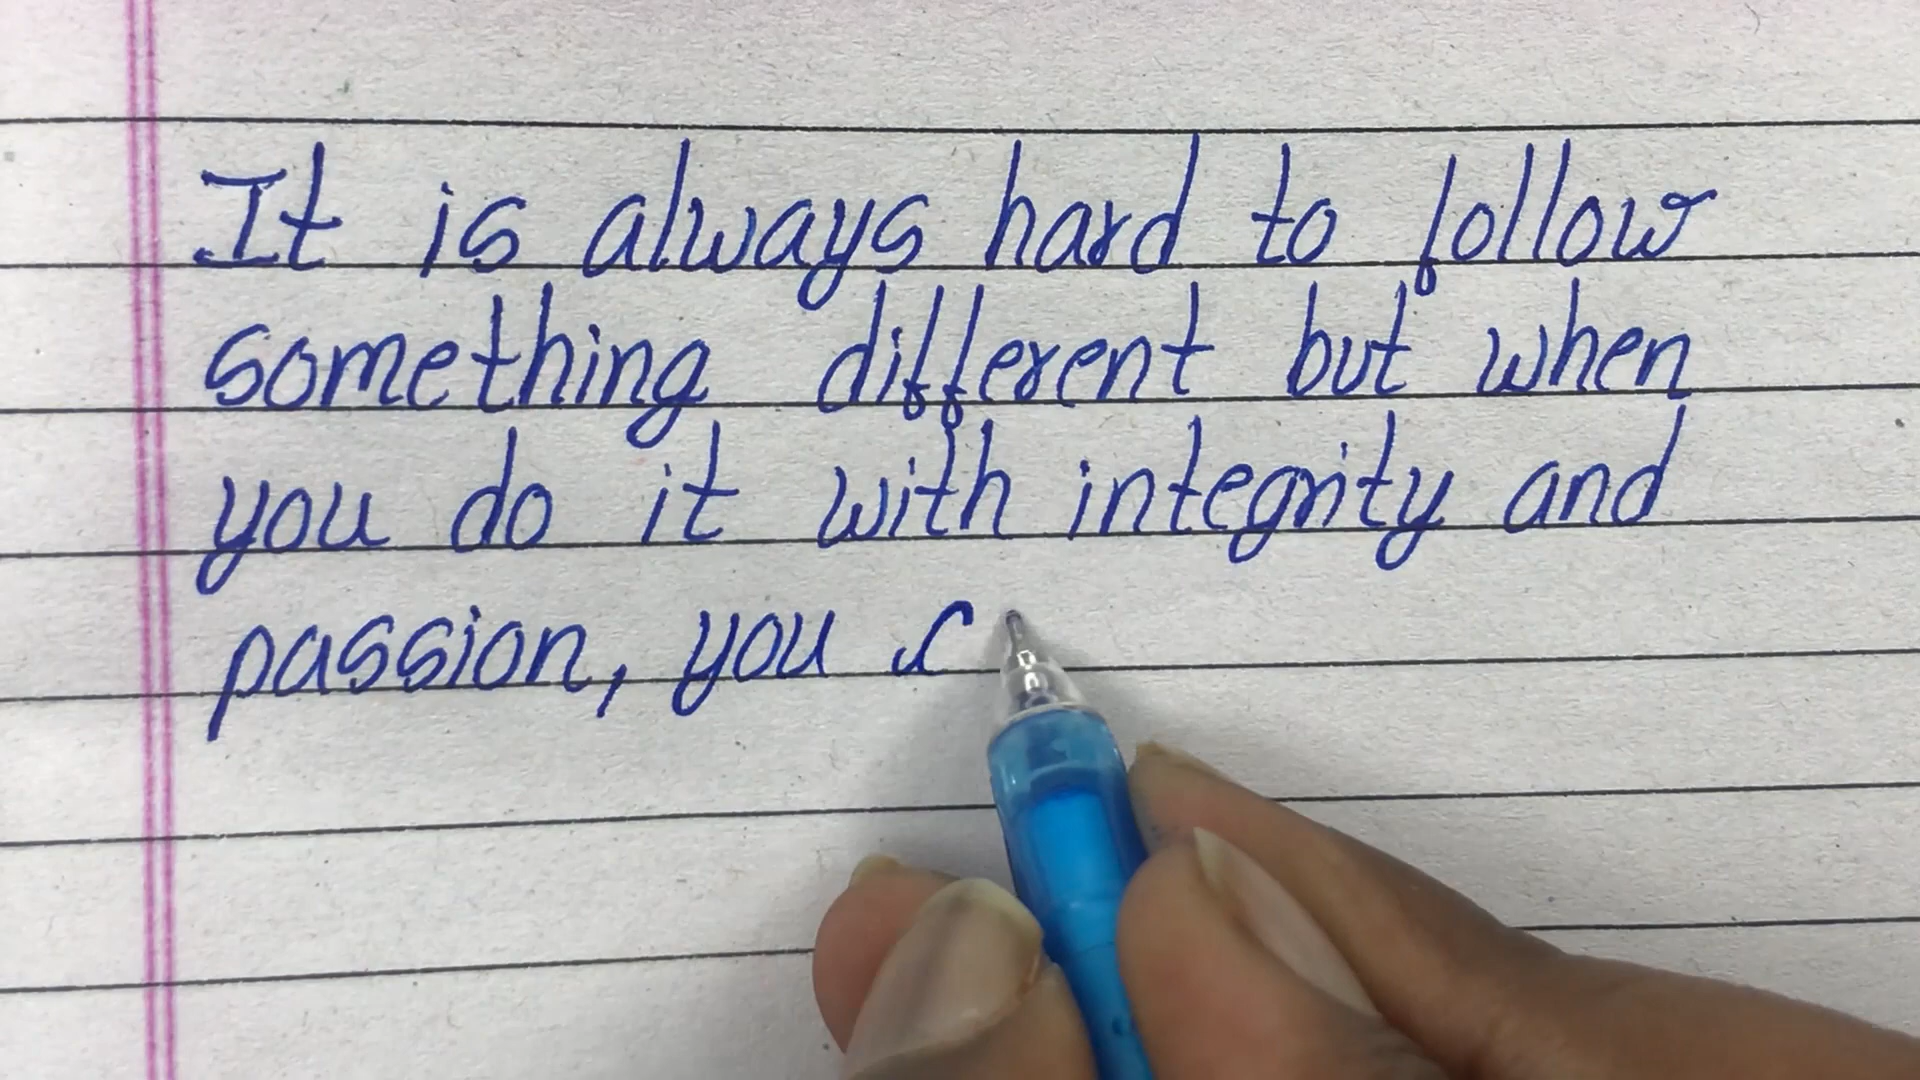 It is always hard to follow
something different but when
you do it with integrity and
passion, you